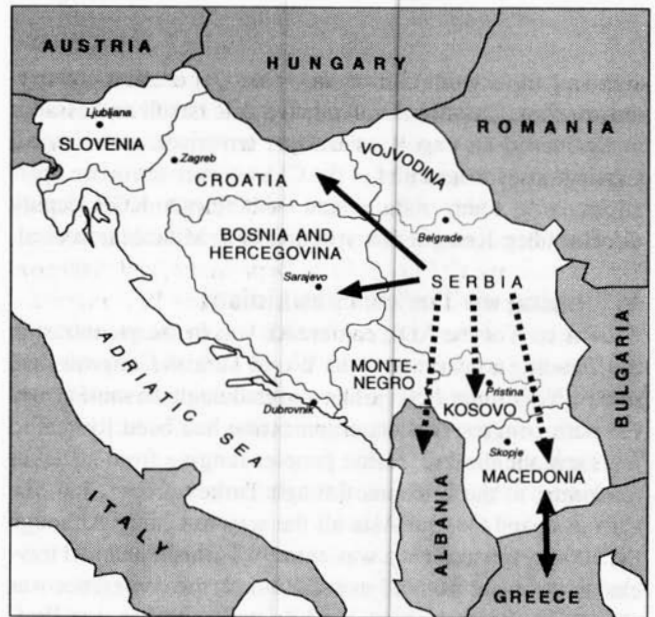 AUSTRIA
HUNGARY
ROMANIA
Ljubljana
SLOVENIA
Zagreb
CROATIA
VOJVODINA
BOSNIA AND
HERCEGOVINA
Belgrade
Sarajevo
SERBIA
ADRIATIC SEA
MONTE-
NEGRO
Pristina
KOSOVO
BULGARIA
Dubrovnik
Skopje
MACEDONIA
ITALY
ALBANIA
GREECE